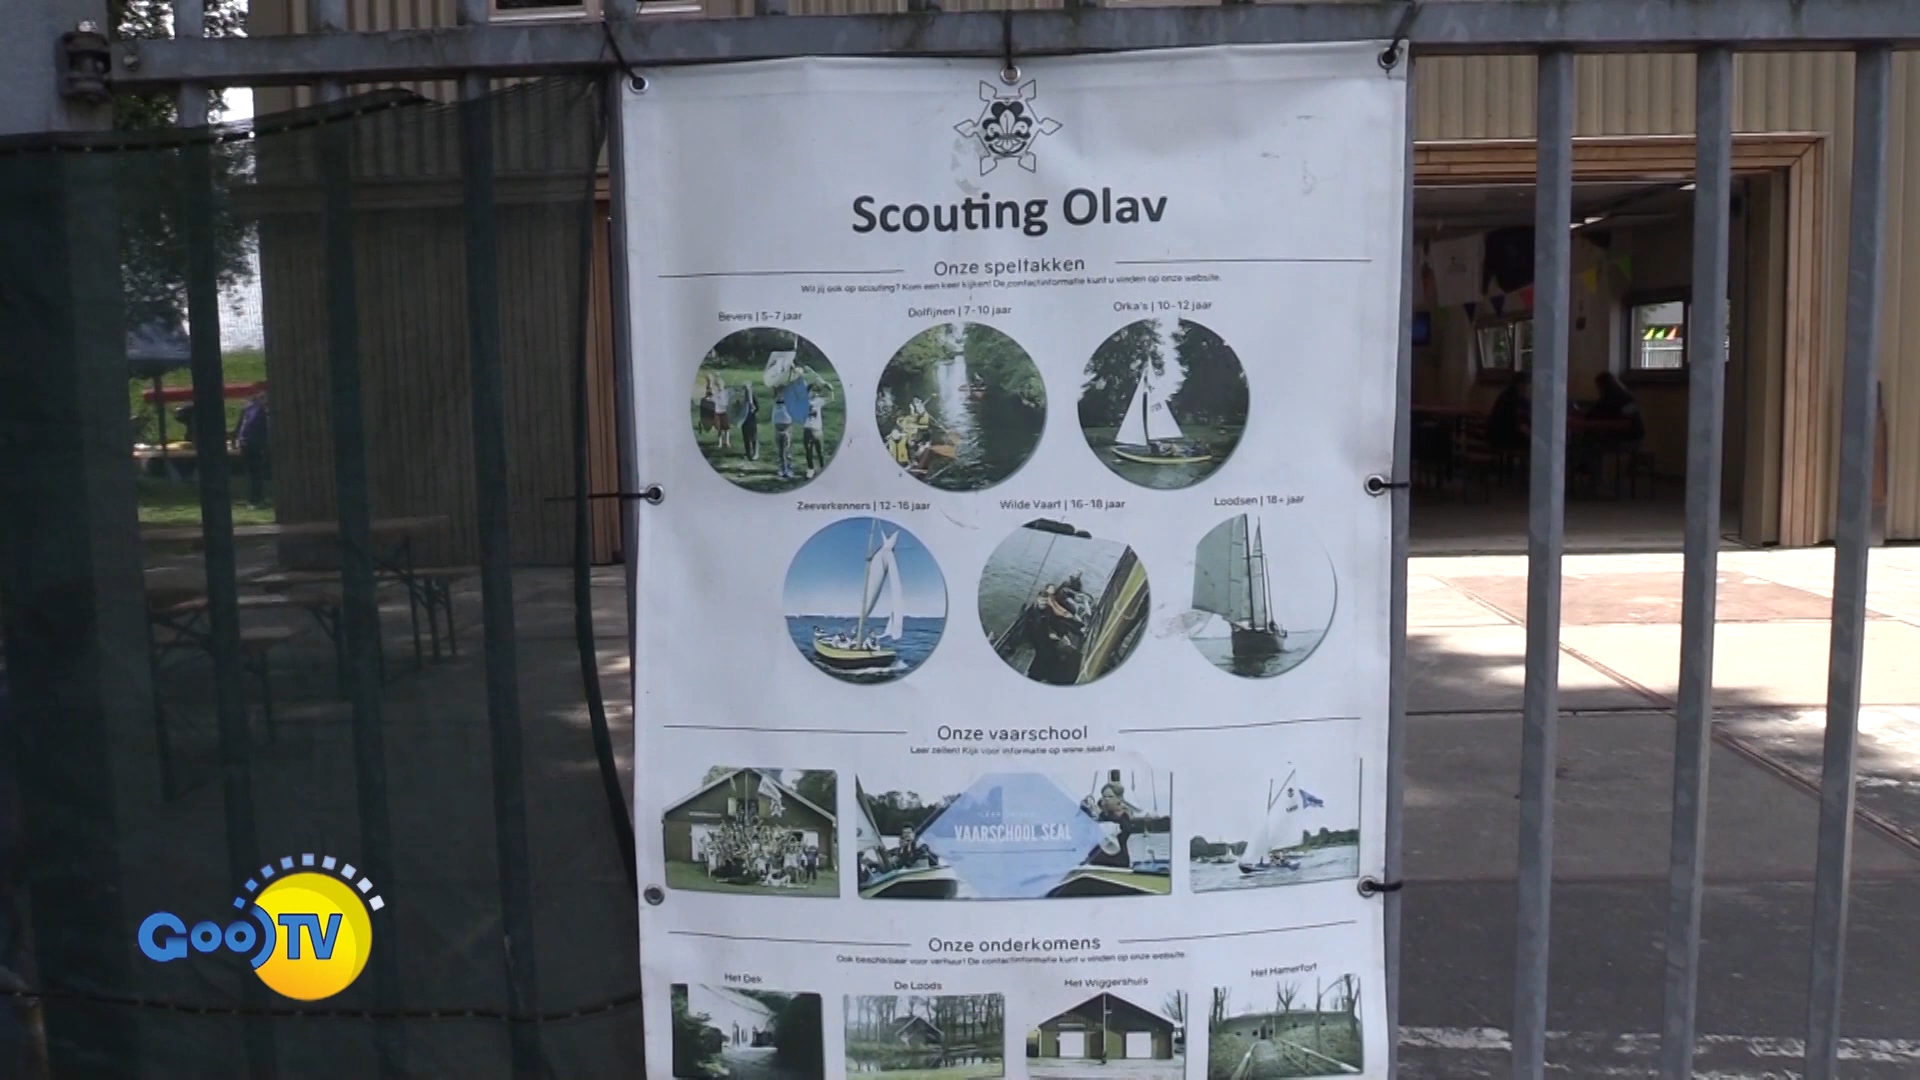 Scouting Olav
Onze speltakken
Wil jij ook op scouting? Kom een keer kijken! De contactinformatie kunt u vinden op onze website.
Bevers | 5-7 jaar
Dolfijnen | 7-10 jaar
Orka's | 10-12 jaar
Zeeverkenners | 12-16 jaar
Wilde Vaart | 16-18 jaar
Loodsen | 18+ jaar
Onze vaarschool
Leer zeilen! Kijk voor informatie op www.seal.nl
VAARSCHOOL SEAL
Onze onderkomens
Ook beschikbaar voor verhuur! De contactinformatie kunt u vinden op onze website.
Het Dek
De Loods
Het Wiggershuis
Het Hamerfort
GooiTV